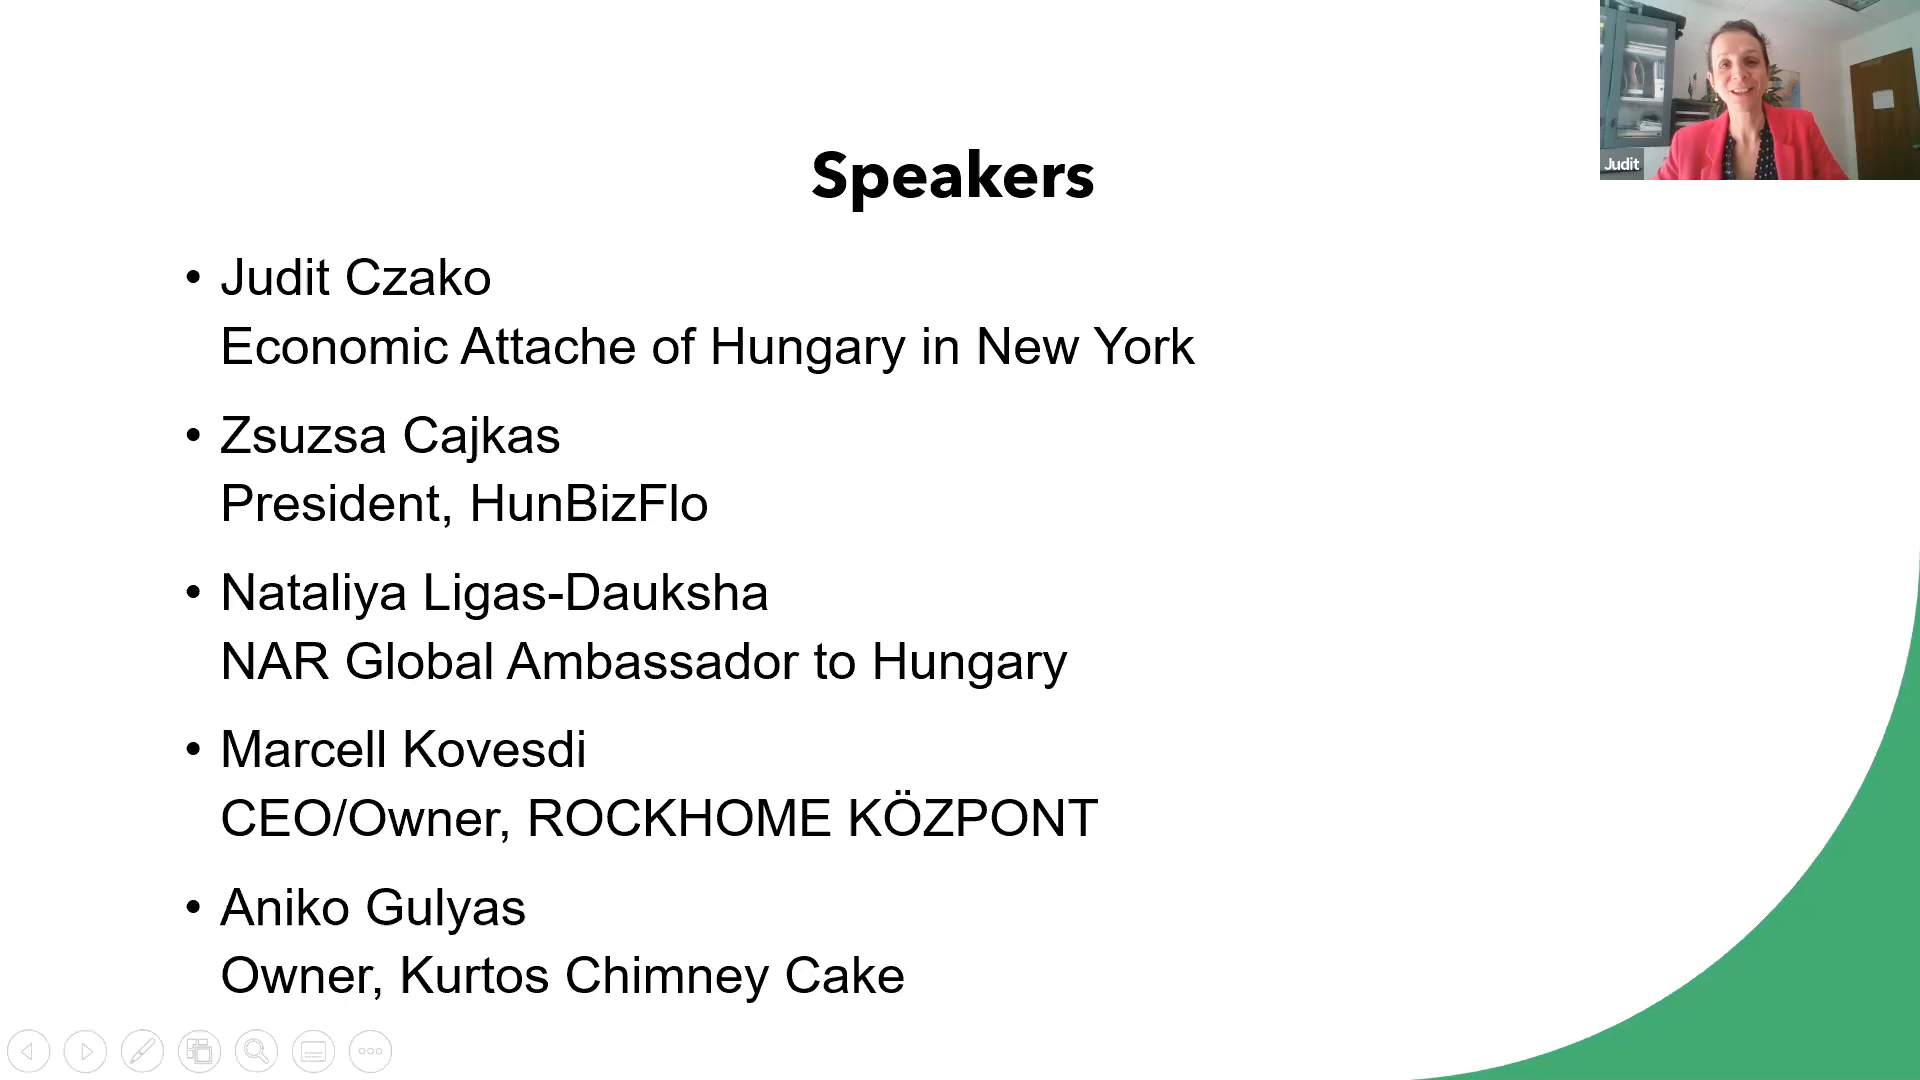 Speakers
Judit
• Judit Czako
Economic Attache of Hungary in New York
• Zsuzsa Cajkas
President, HunBizFlo
• Nataliya Ligas-Dauksha
NAR Global Ambassador to Hungary
• Marcell Kovesdi
CEO/Owner, ROCKHOME KÖZPONT
• Aniko Gulyas
Owner, Kurtos Chimney Cake